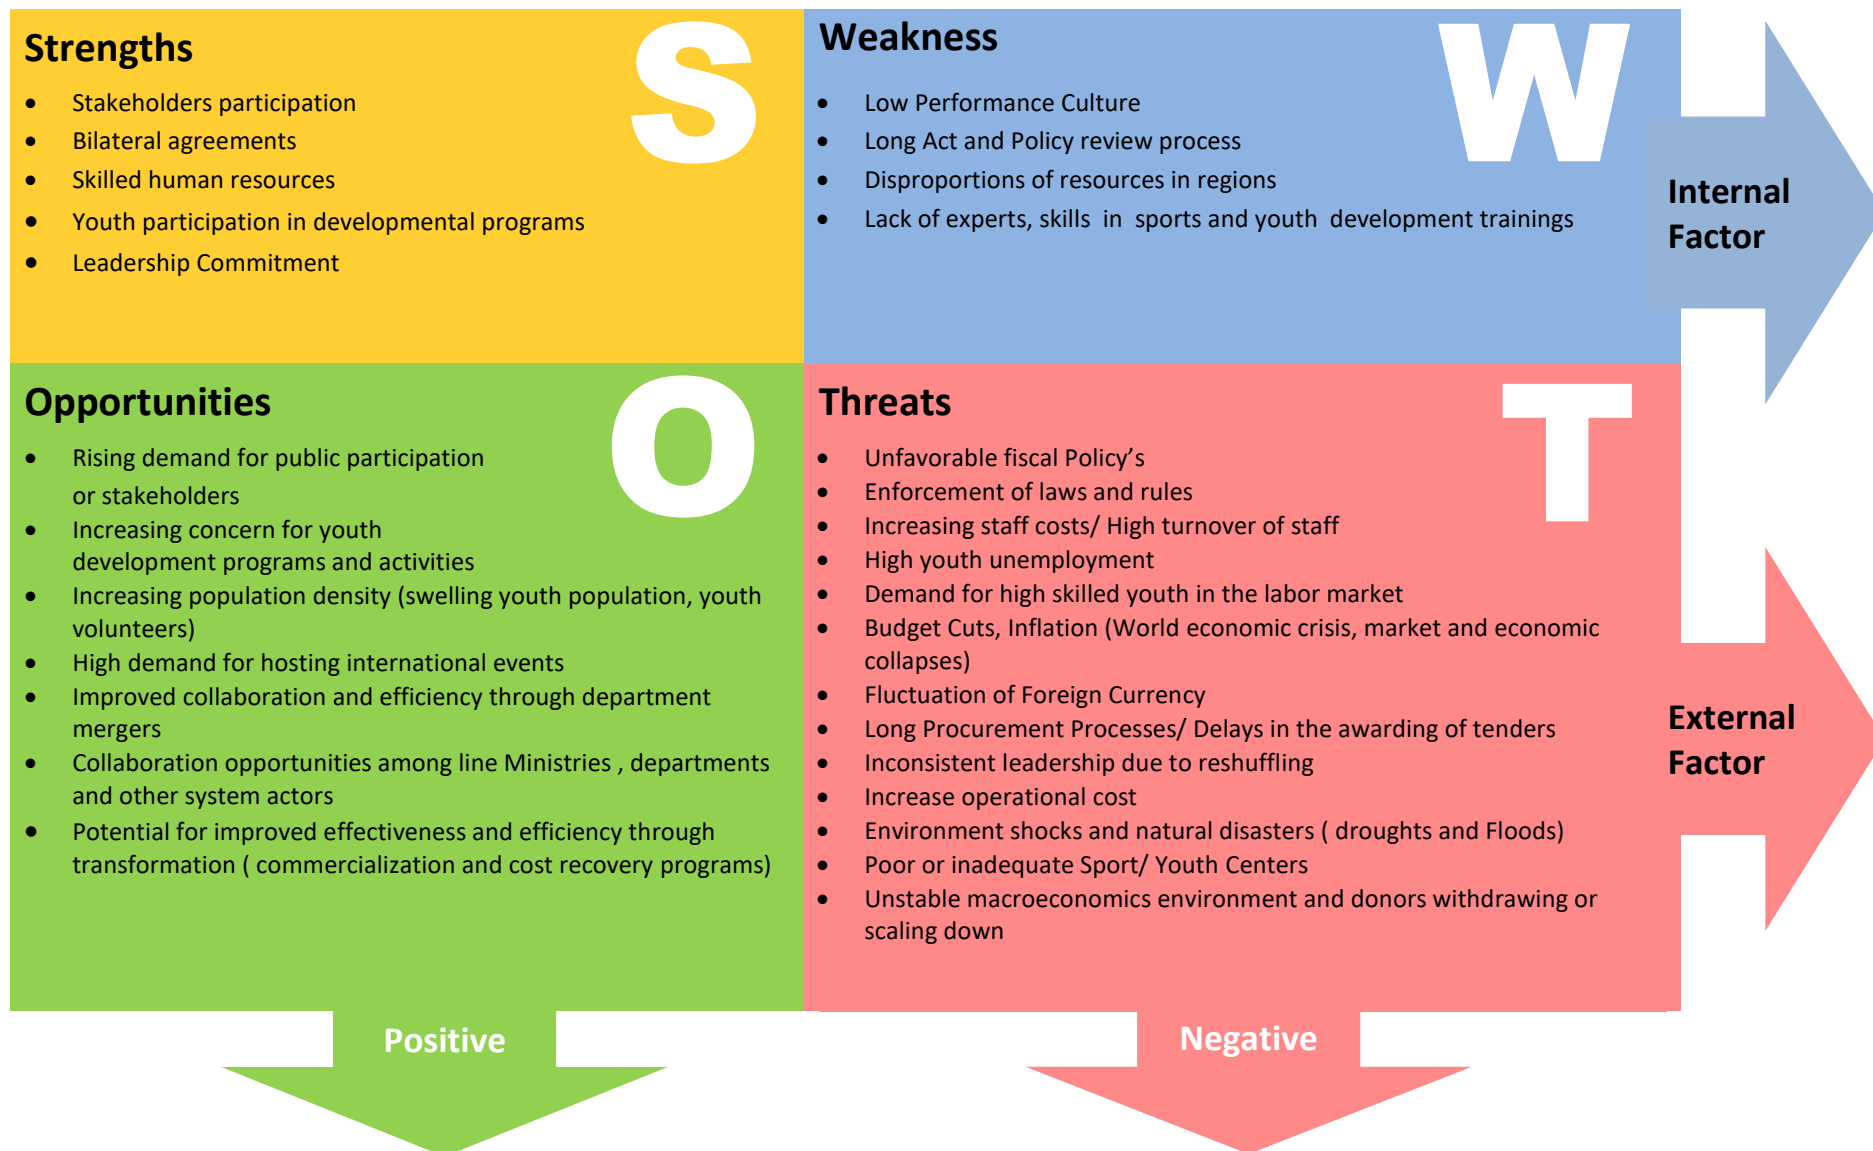 Strengths
S
• Stakeholders participation
• Bilateral agreements
• Skilled human resources
• Youth participation in developmental programs
• Leadership Commitment
Weakness
W
• Low Performance Culture
• Long Act and Policy review process
• Disproportions of resources in regions
• Lack of experts, skills in sports and youth development trainings
Internal
Factor
Opportunities
O
• Rising demand for public participation
or stakeholders
• Increasing concern for youth
development programs and activities
• Increasing population density (swelling youth population, youth
volunteers)
• High demand for hosting international events
• Improved collaboration and efficiency through department
mergers
• Collaboration opportunities among line Ministries , departments
and other system actors
• Potential for improved effectiveness and efficiency through
transformation ( commercialization and cost recovery programs)
Threats
T
• Unfavorable fiscal Policy’s
• Enforcement of laws and rules
• Increasing staff costs/ High turnover of staff
• High youth unemployment
• Demand for high skilled youth in the labor market
• Budget Cuts, Inflation (World economic crisis, market and economic
collapses)
• Fluctuation of Foreign Currency
• Long Procurement Processes/ Delays in the awarding of tenders
• Inconsistent leadership due to reshuffling
• Increase operational cost
• Environment shocks and natural disasters ( droughts and Floods)
• Poor or inadequate Sport/ Youth Centers
• Unstable macroeconomics environment and donors withdrawing or
scaling down
External
Factor
Positive
Negative